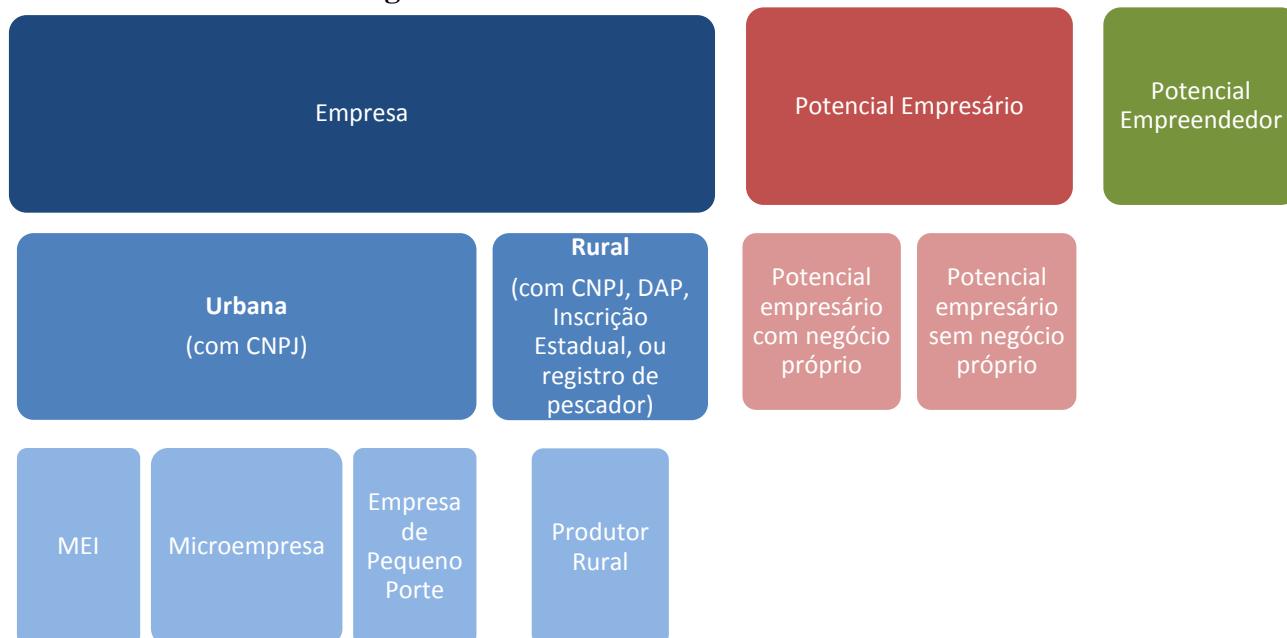 Empresa
Potencial Empresário
Potencial
Empreendedor
Urbana
(com CNPJ)
Rural
(com CNPJ, DAP,
Inscrição
Estadual, ou
registro de
pescador)
Potencial
empresário
com negócio
próprio
Potencial
empresário
sem negócio
próprio
MEI
Microempresa
Empresa
de
Pequeno
Porte
Produtor
Rural